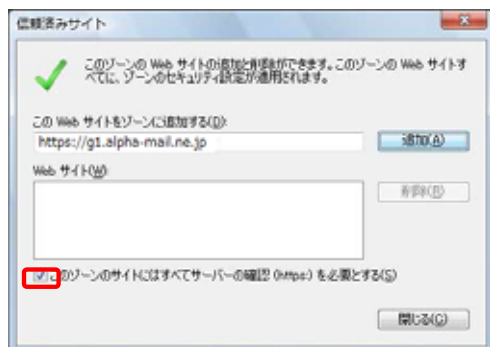 信頼済みサイト
このゾーンの Web サイトの追加と削除ができます。このゾーンの Web サイトす
べてに、ゾーンのセキュリティ設定が適用されます。
この Web サイトをゾーンに追加する(D):
https://g1.alpha-mail.ne.jp
追加(A)
Web サイト(W):
削除(R)
このゾーンのサイトにはすべてサーバーの確認 (https:) を必要とする(S)
閉じる(C)